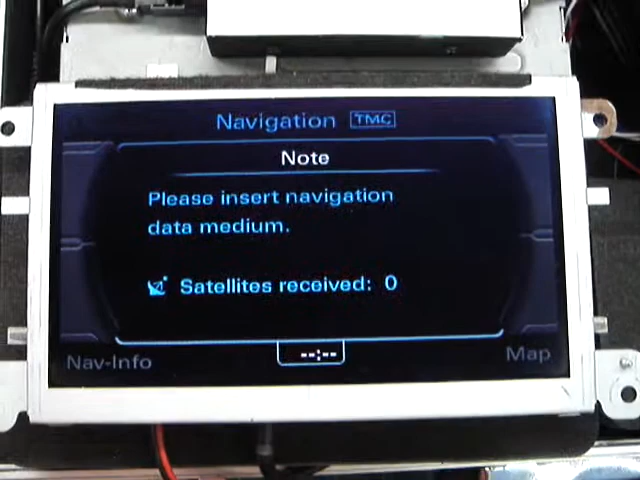 Navigation TMC
Note
Please insert navigation
data medium.
Satellites received: 0
--:--
Nav-Info
Map